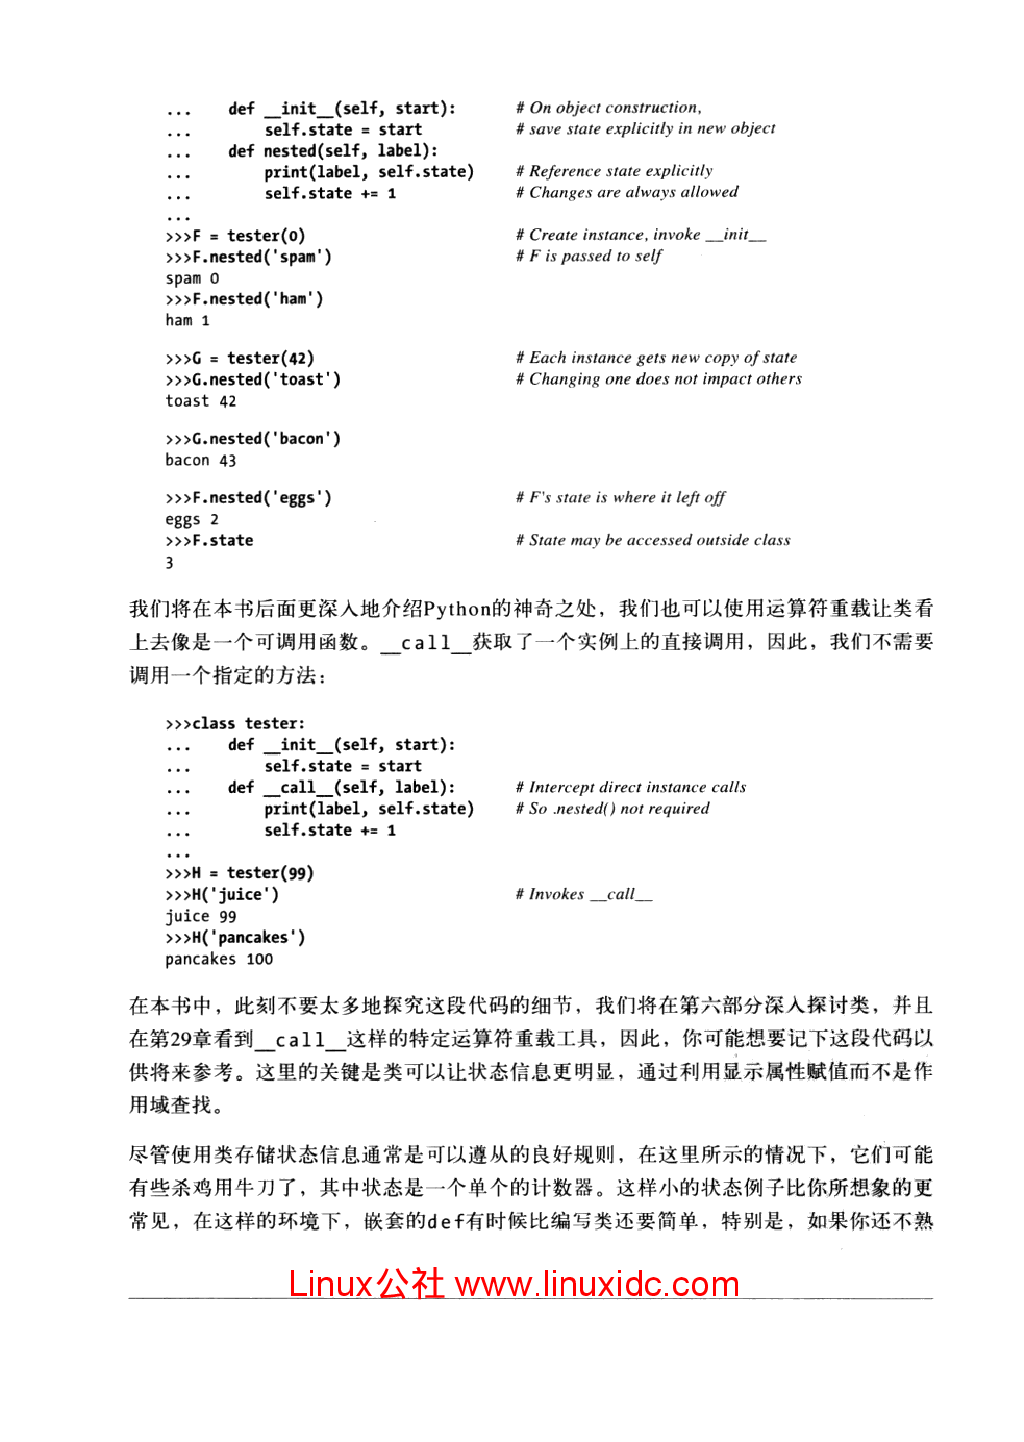 ...    def __init__(self, start):    # On object construction,
...        self.state = start    # save state explicitly in new object
...    def nested(self, label):
...        print(label, self.state)    # Reference state explicitly
...        self.state += 1    # Changes are always allowed
...
>>>F = tester(0)    # Create instance, invoke __init__
>>>F.nested('spam')    # F is passed to self
spam 0
>>>F.nested('ham')
ham 1
>>>G = tester(42)    # Each instance gets new copy of state
>>>G.nested('toast')    # Changing one does not impact others
toast 42
>>>G.nested('bacon')
bacon 43
>>>F.nested('eggs')    # F's state is where it left off
eggs 2
>>>F.state    # State may be accessed outside class
3
我们将在本书后面更深入地介绍Python的神奇之处，我们也可以使用运算符重载让类看
上去像是一个可调用函数。__call__获取了一个实例上的直接调用，因此，我们不需要
调用一个指定的方法：
>>>class tester:
...    def __init__(self, start):
...        self.state = start
...    def __call__(self, label):    # Intercept direct instance calls
...        print(label, self.state)    # So .nested() not required
...        self.state += 1
...
>>>H = tester(99)
>>>H('juice')    # Invokes __call__
juice 99
>>>H('pancakes')
pancakes 100
在本书中，此刻不要太多地探究这段代码的细节，我们将在第六部分深入探讨类，并且
在第29章看到__call__这样的特定运算符重载工具，因此，你可能想要记下这段代码以
供将来参考。这里的关键是类可以让状态信息更明显，通过利用显示属性赋值而不是作
用域查找。
尽管使用类存储状态信息通常是可以遵从的良好规则，在这里所示的情况下，它们可能
有些杀鸡用牛刀了，其中状态是一个单个的计数器。这样小的状态例子比你所想象的更
常见，在这样的环境下，嵌套的def有时候比编写类还要简单，特别是，如果你还不熟
Linux公社 www.linuxidc.com